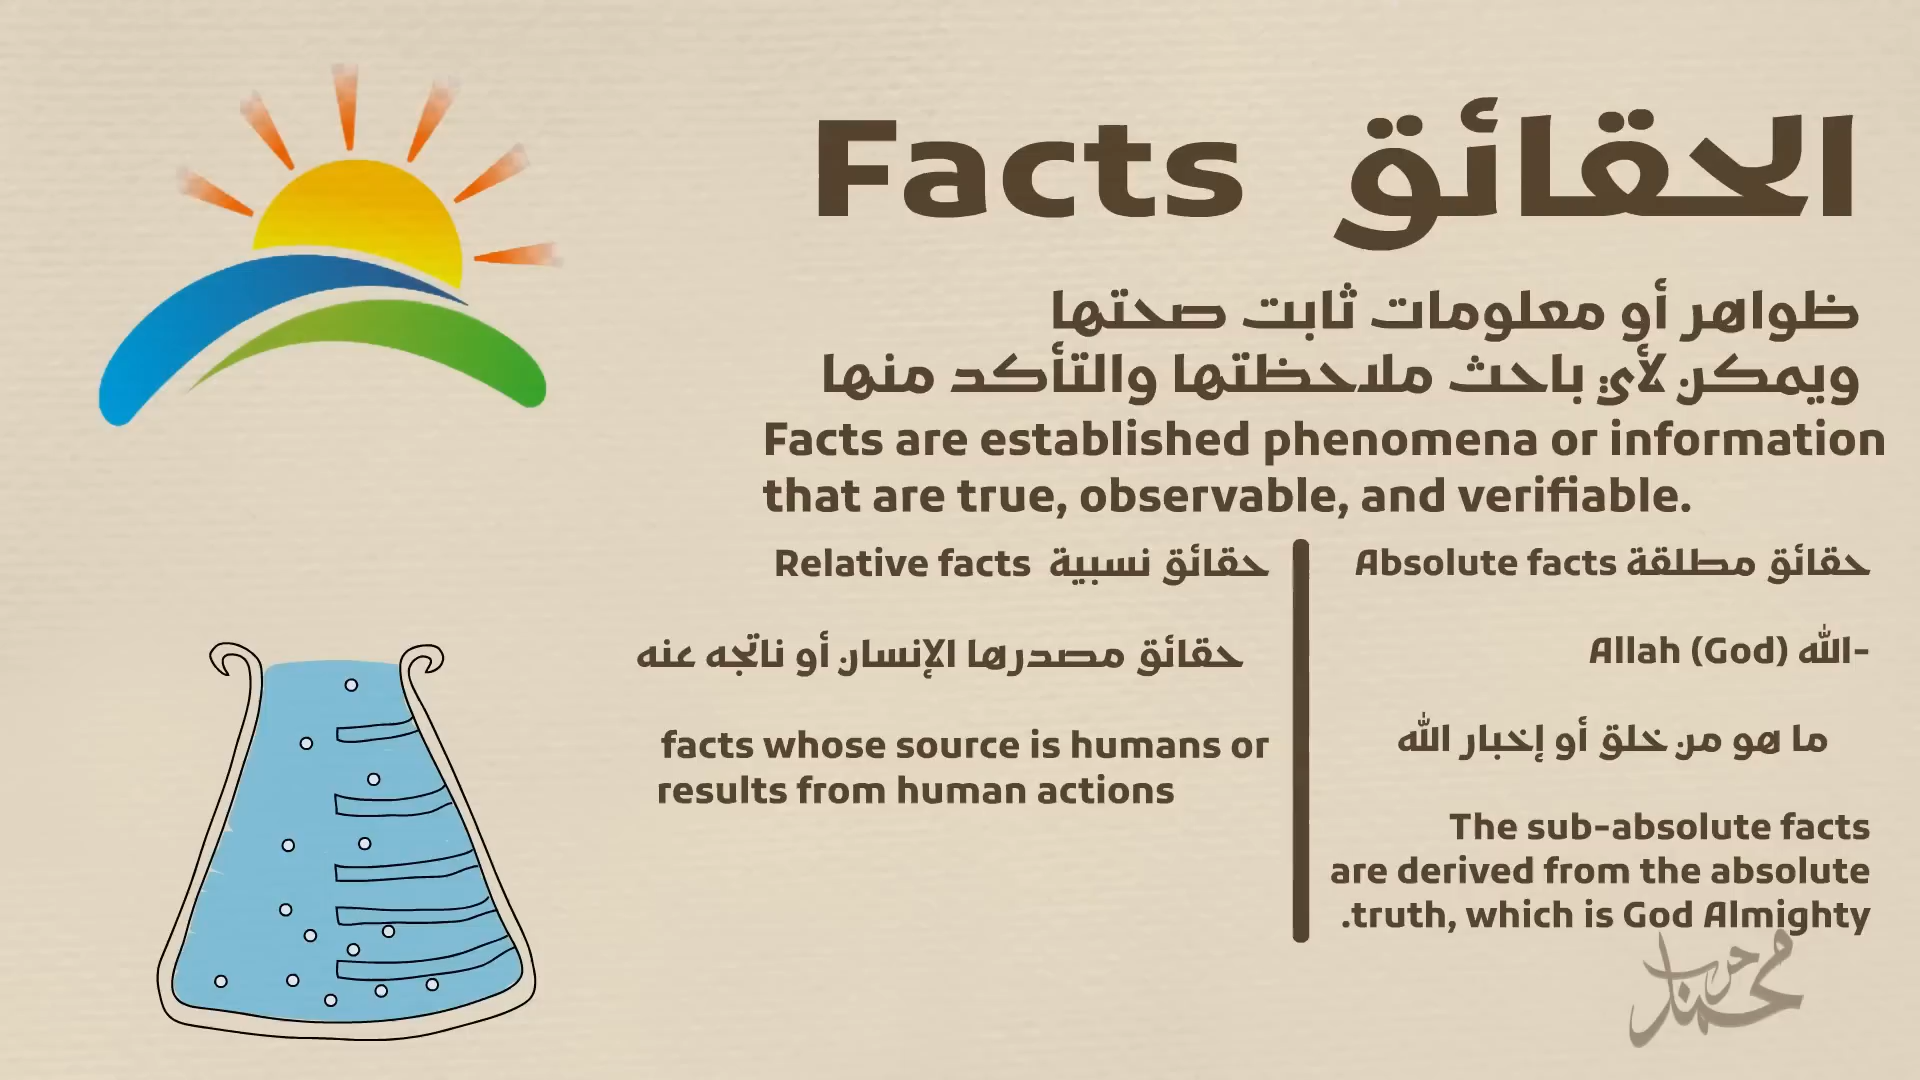 الحقائق Facts
ظواهر أو معلومات ثابت صحتها
ويمكن لأي باحث ملاحظتها والتأكد منها
Facts are established phenomena or information
that are true, observable, and verifiable.
حقائق مطلقة Absolute facts
-الله Allah (God)
ما هو من خلق أو إخبار الله
The sub-absolute facts
are derived from the absolute
.truth, which is God Almighty
حقائق نسبية Relative facts
حقائق مصدرها الإنسان أو ناتجه عنه
facts whose source is humans or
results from human actions